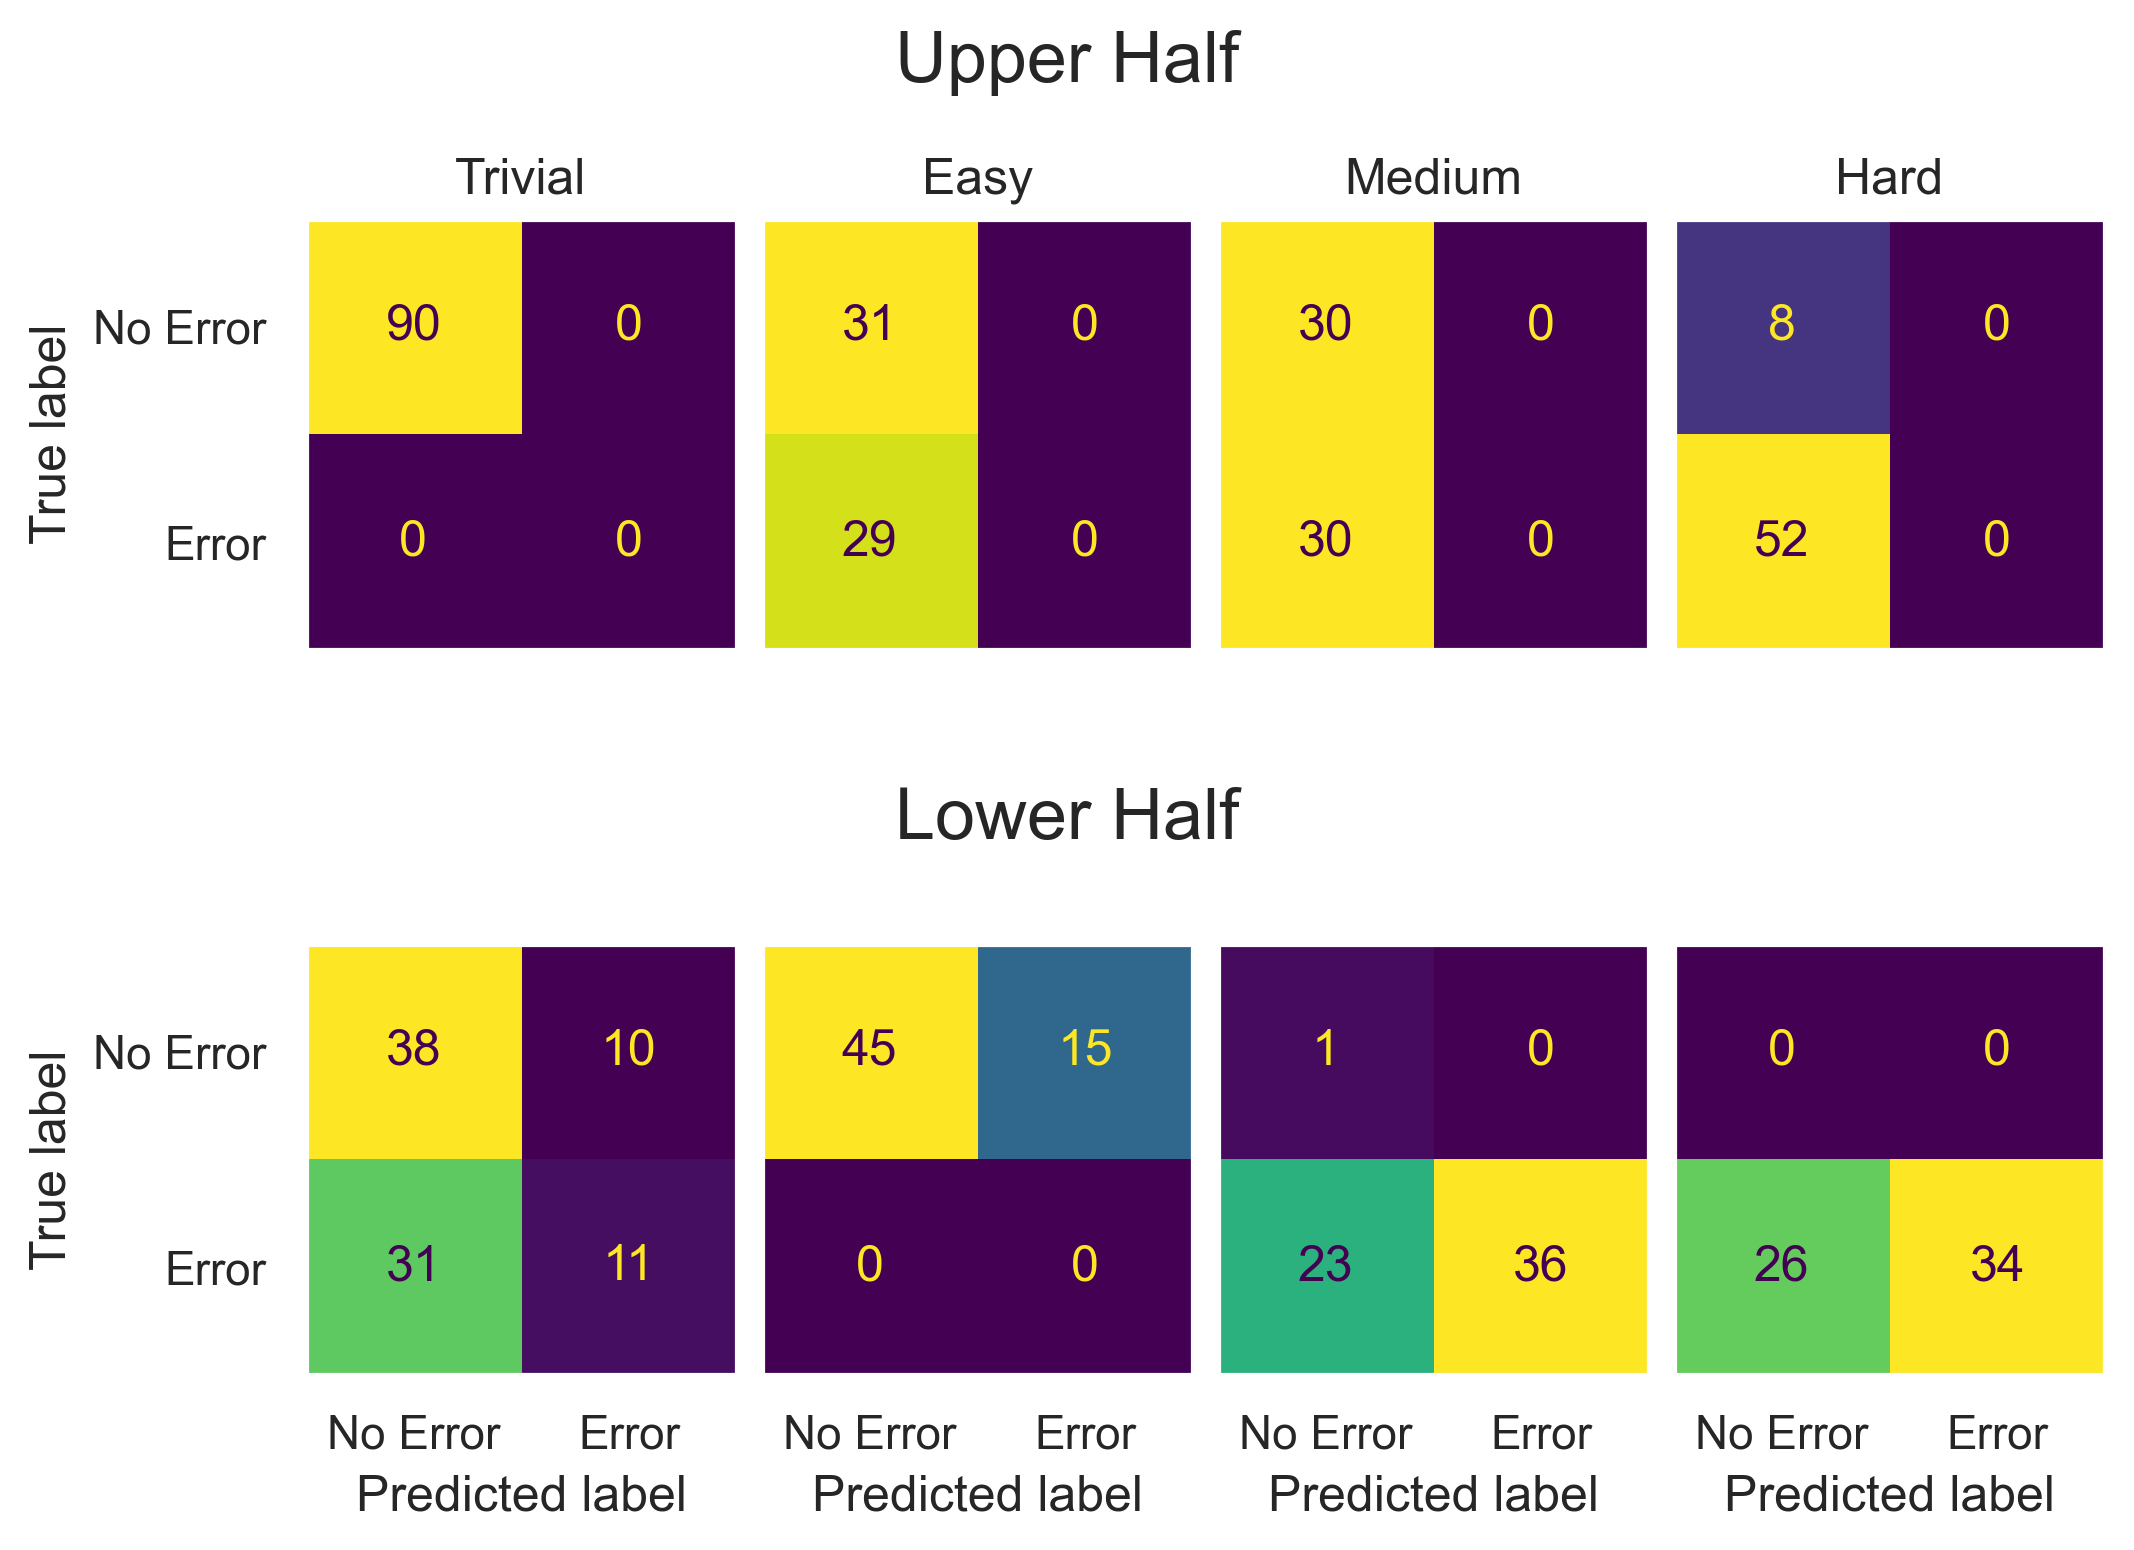 Upper Half
Trivial Easy Medium Hard
True label
No Error 90 0 31 0 30 0 8 0
Error 0 0 29 0 30 0 52 0
Lower Half
True label
No Error 38 10 45 15 1 0 0 0
Error 31 11 0 0 23 36 26 34
No Error Error No Error Error No Error Error No Error Error
Predicted label Predicted label Predicted label Predicted label